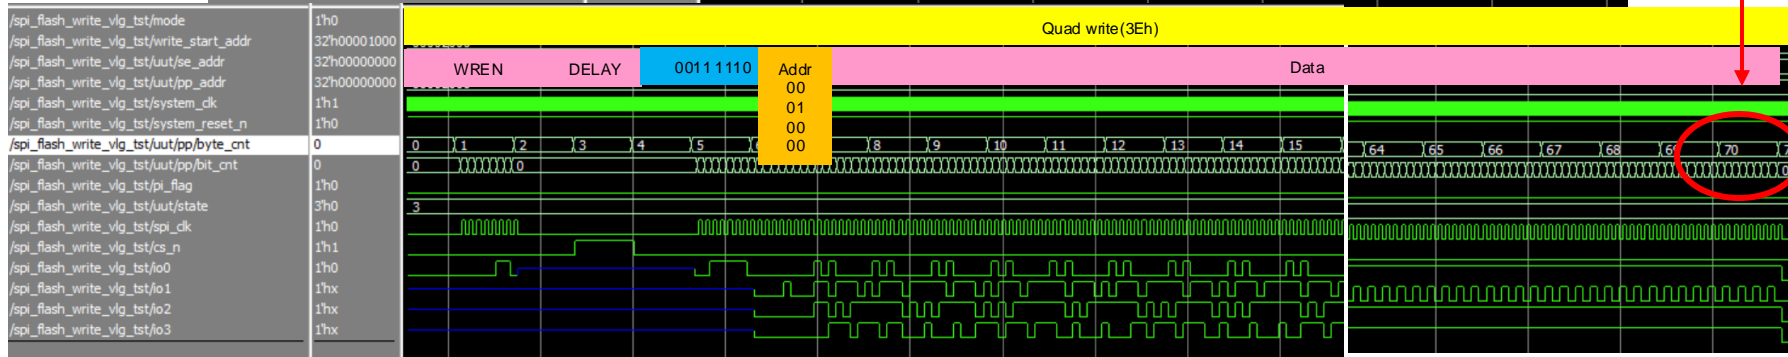 /spi_flash_write_vlg_tst/mode 1'h0
/spi_flash_write_vlg_tst/write_start_addr 32'h00001000
/spi_flash_write_vlg_tst/uut/se_addr 32'h00000000
/spi_flash_write_vlg_tst/uut/pp_addr 32'h00000000
/spi_flash_write_vlg_tst/system_clk 1'h1
/spi_flash_write_vlg_tst/system_reset_n 1'h0
/spi_flash_write_vlg_tst/uut/pp/byte_cnt 0
/spi_flash_write_vlg_tst/uut/pp/bit_cnt 0
/spi_flash_write_vlg_tst/pi_flag 1'h0
/spi_flash_write_vlg_tst/uut/state 3'h0
/spi_flash_write_vlg_tst/spi_clk 1'h0
/spi_flash_write_vlg_tst/cs_n 1'h1
/spi_flash_write_vlg_tst/io0 1'h0
/spi_flash_write_vlg_tst/io1 1'hx
/spi_flash_write_vlg_tst/io2 1'hx
/spi_flash_write_vlg_tst/io3 1'hx
Quad write(3Eh)
WREN DELAY 00111110 Addr Data
00
01
00
00
0 1 2 3 4 5 8 9 10 11 12 13 14 15 64 65 66 67 68 69 70
0 0
3